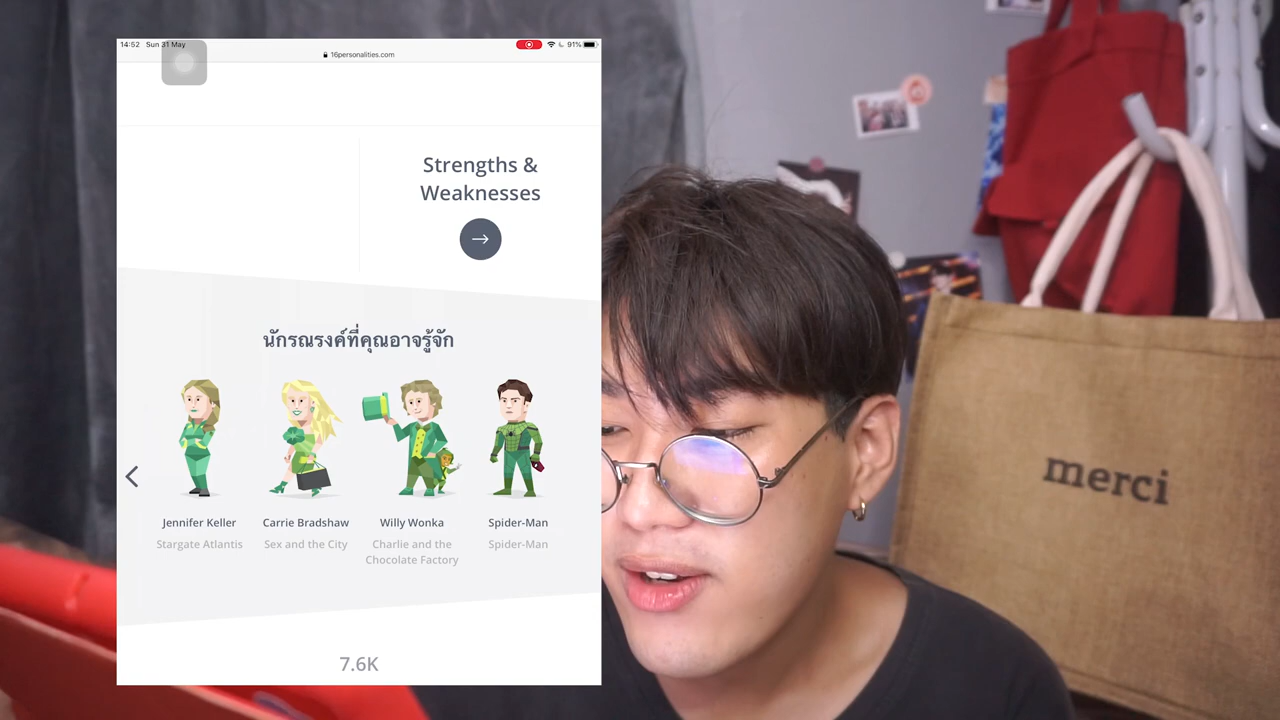 14:52 Sun 31 May
91%
16personalities.com
Strengths &
Weaknesses
นักรณรงค์ที่คุณอาจรู้จัก
Jennifer Keller
Stargate Atlantis
Carrie Bradshaw
Sex and the City
Willy Wonka
Charlie and the
Chocolate Factory
Spider-Man
Spider-Man
7.6K
merci